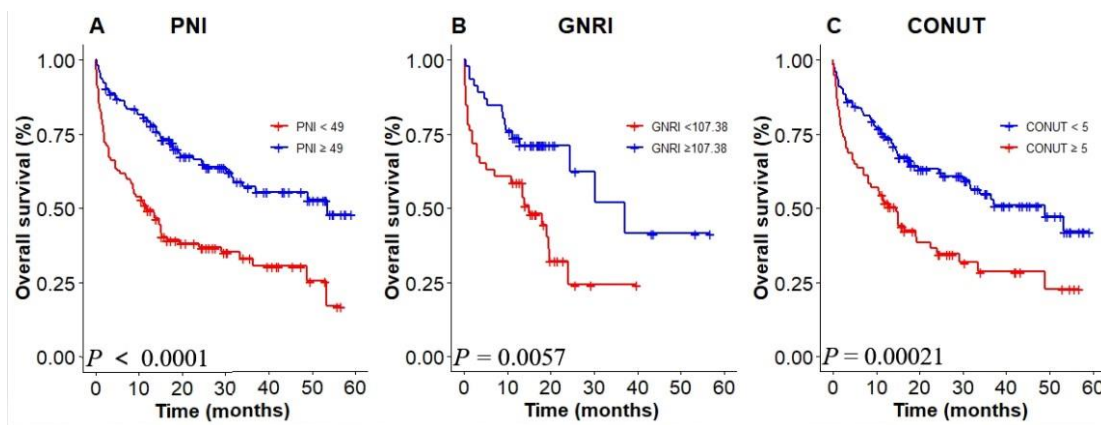 A PNI
1.00
0.75
0.50
0.25
0.00
Overall survival (%)
PNI < 49
PNI ≥ 49
P < 0.0001
0 10 20 30 40 50 60
Time (months)
B GNRI
1.00
0.75
0.50
0.25
0.00
Overall survival (%)
GNRI <107.38
GNRI ≥107.38
P = 0.0057
0 10 20 30 40 50 60
Time (months)
C CONUT
1.00
0.75
0.50
0.25
0.00
Overall survival (%)
CONUT < 5
CONUT ≥ 5
P = 0.00021
0 10 20 30 40 50 60
Time (months)